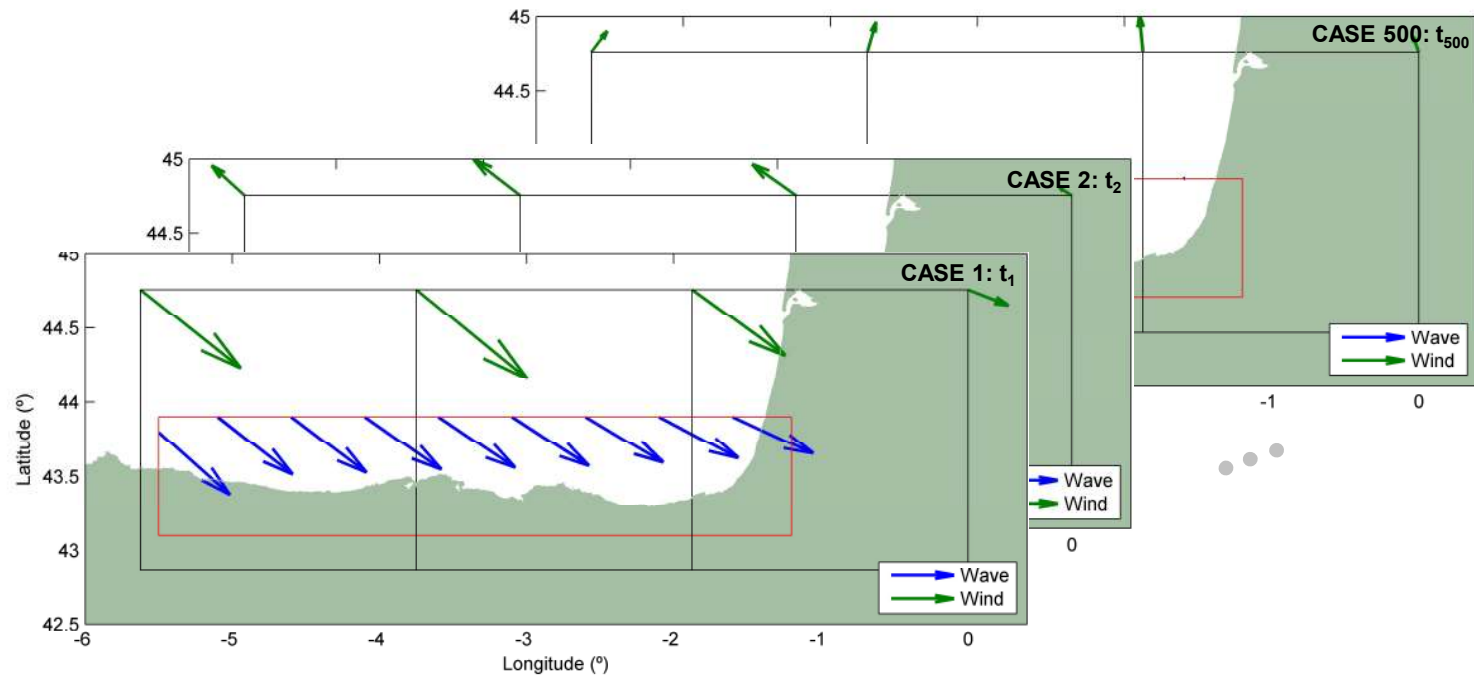 45
CASE 500: t500
44.5
45
CASE 2: t2
44.5
45
CASE 1: t1
44.5
44
43.5
43
42.5
Latitude (º)
-6
-5
-4
-3
-2
-1
0
Longitude (º)
Wave
Wind
Wave
Wind
0
Wave
Wind
-1
0